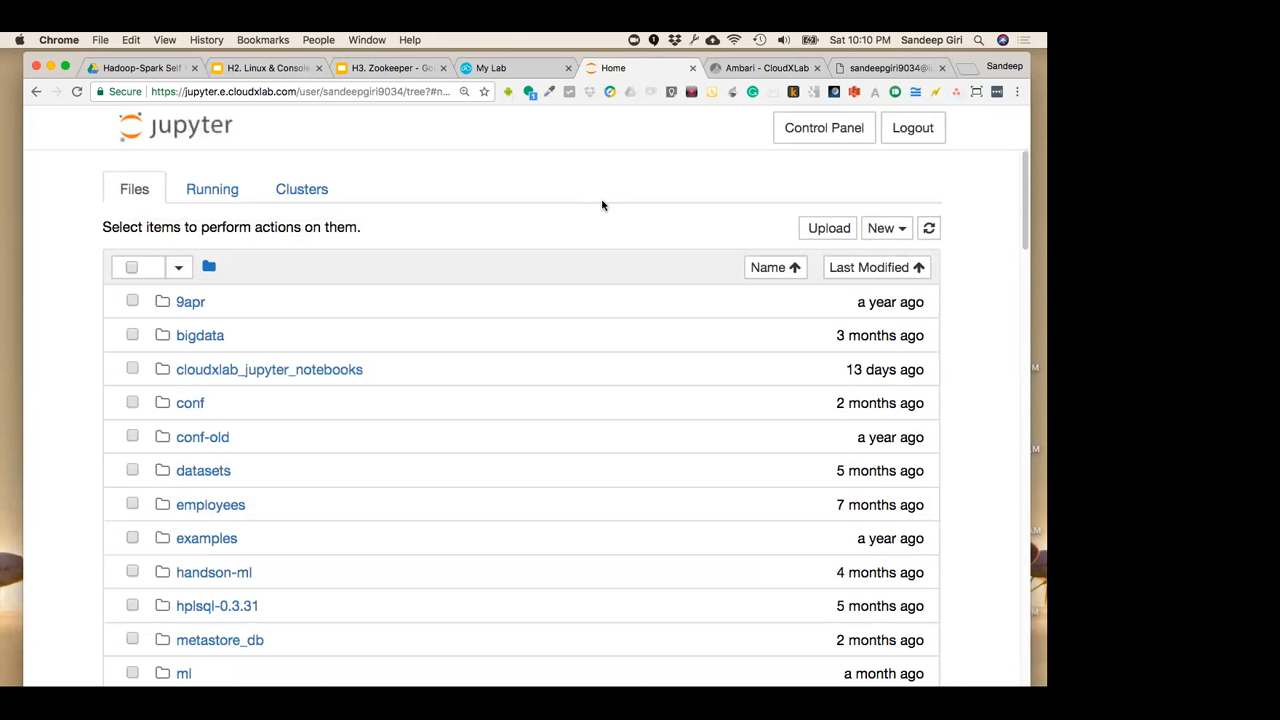 Chrome File Edit View History Bookmarks People Window Help Sat 10:10 PM Sandeep Giri
Hadoop-Spark Self H2. Linux & Console H3. Zookeeper - Go My Lab Home Ambari - CloudXLab sandeepgiri9034@ Sandeep
Secure https://jupyter.e.cloudxlab.com/user/sandeepgiri9034/tree?#n...
jupyter Control Panel Logout
Files Running Clusters
Select items to perform actions on them. Upload New
Name Last Modified
9apr a year ago
bigdata 3 months ago
cloudxlab_jupyter_notebooks 13 days ago
conf 2 months ago
conf-old a year ago
datasets 5 months ago
employees 7 months ago
examples a year ago
handson-ml 4 months ago
hplsql-0.3.31 5 months ago
metastore_db 2 months ago
ml a month ago